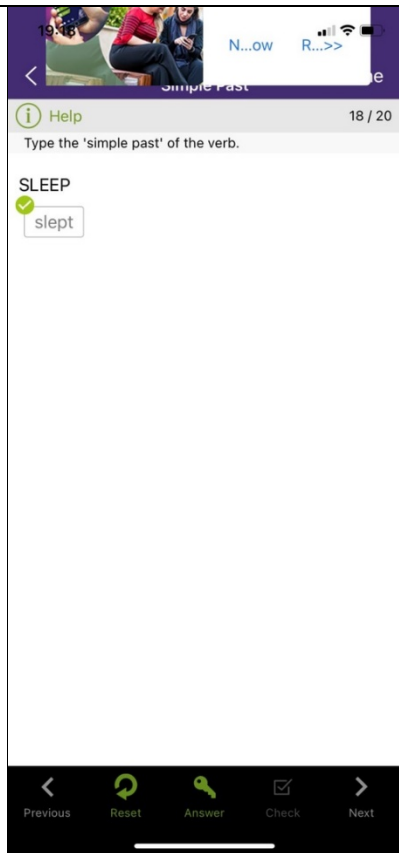 19:18
N...ow R...>>
Simple Past
Help
18 / 20
Type the 'simple past' of the verb.
SLEEP
slept
Previous Reset Answer Check Next